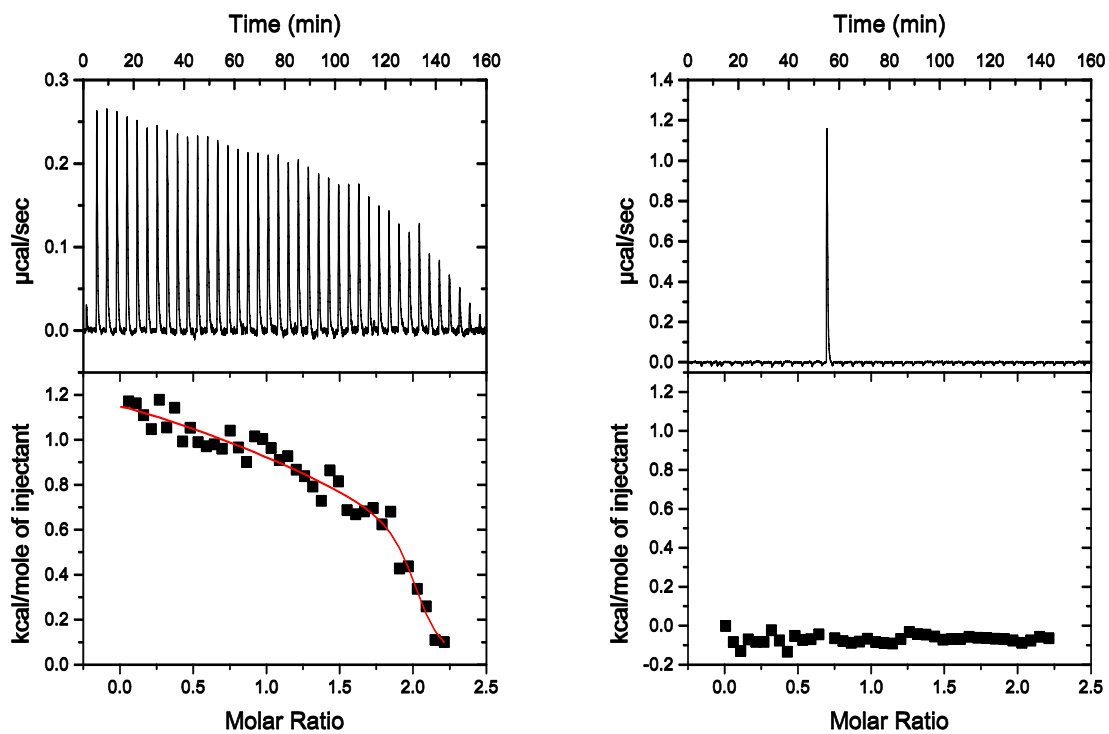 Time (min)
0 20 40 60 80 100 120 140 160
0.3
0.2
0.1
0.0
µcal/sec
1.2
1.0
0.8
0.6
0.4
0.2
0.0
kcal/mole of injectant
0.0 0.5 1.0 1.5 2.0 2.5
Molar Ratio
Time (min)
0 20 40 60 80 100 120 140 160
1.4
1.2
1.0
0.8
0.6
0.4
0.2
0.0
µcal/sec
1.2
1.0
0.8
0.6
0.4
0.2
0.0
-0.2
kcal/mole of injectant
0.0 0.5 1.0 1.5 2.0 2.5
Molar Ratio